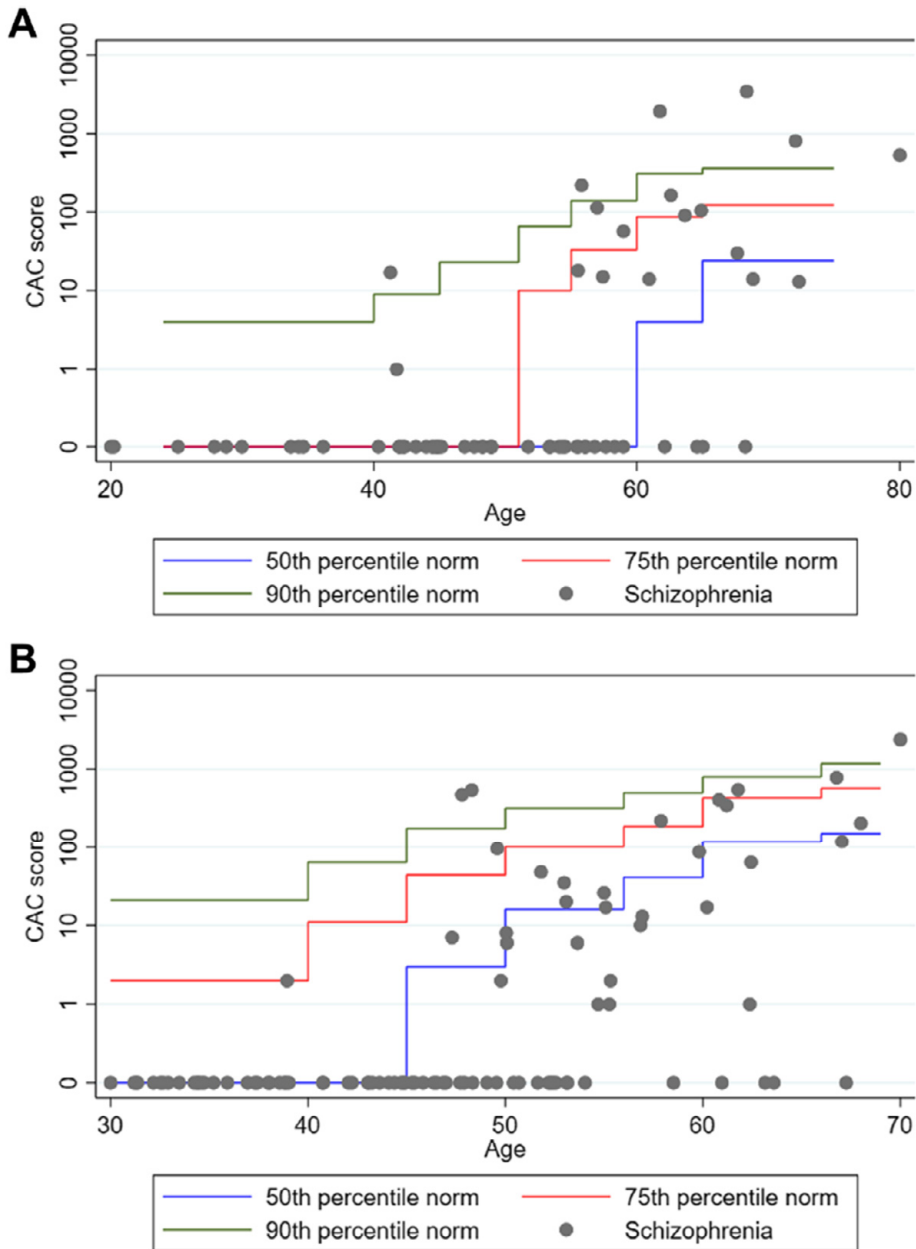 A
CAC score
10000
1000
100
10
1
0
20 40 60 80
Age
50th percentile norm 75th percentile norm
90th percentile norm Schizophrenia
B
CAC score
10000
1000
100
10
1
0
30 40 50 60 70
Age
50th percentile norm 75th percentile norm
90th percentile norm Schizophrenia